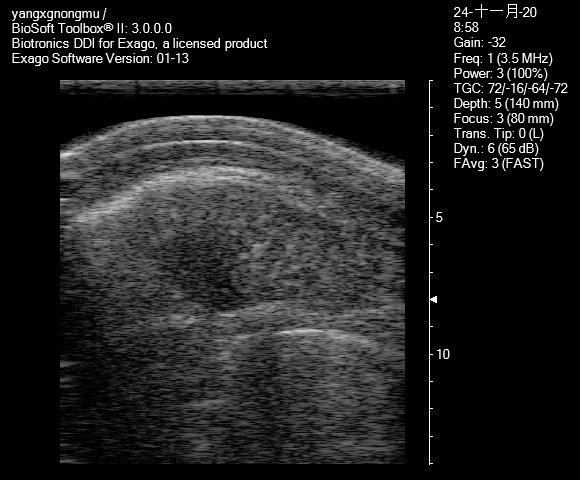 yangxgnongmu /
BioSoft Toolbox® II: 3.0.0.0
Biotronics DDI for Exago, a licensed product
Exago Software Version: 01-13
24-十一月-20
8:58
Gain: -32
Freq: 1 (3.5 MHz)
Power: 3 (100%)
TGC: 72/-16/-64/-72
Depth: 5 (140 mm)
Focus: 3 (80 mm)
Trans. Tip: 0 (L)
Dyn.: 6 (65 dB)
FAvg: 3 (FAST)
5
10